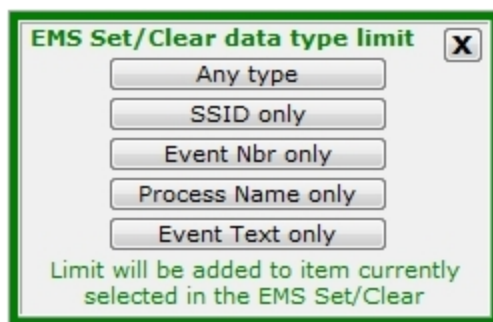 EMS Set/Clear data type limit
X
Any type
SSID only
Event Nbr only
Process Name only
Event Text only
Limit will be added to item currently
selected in the EMS Set/Clear